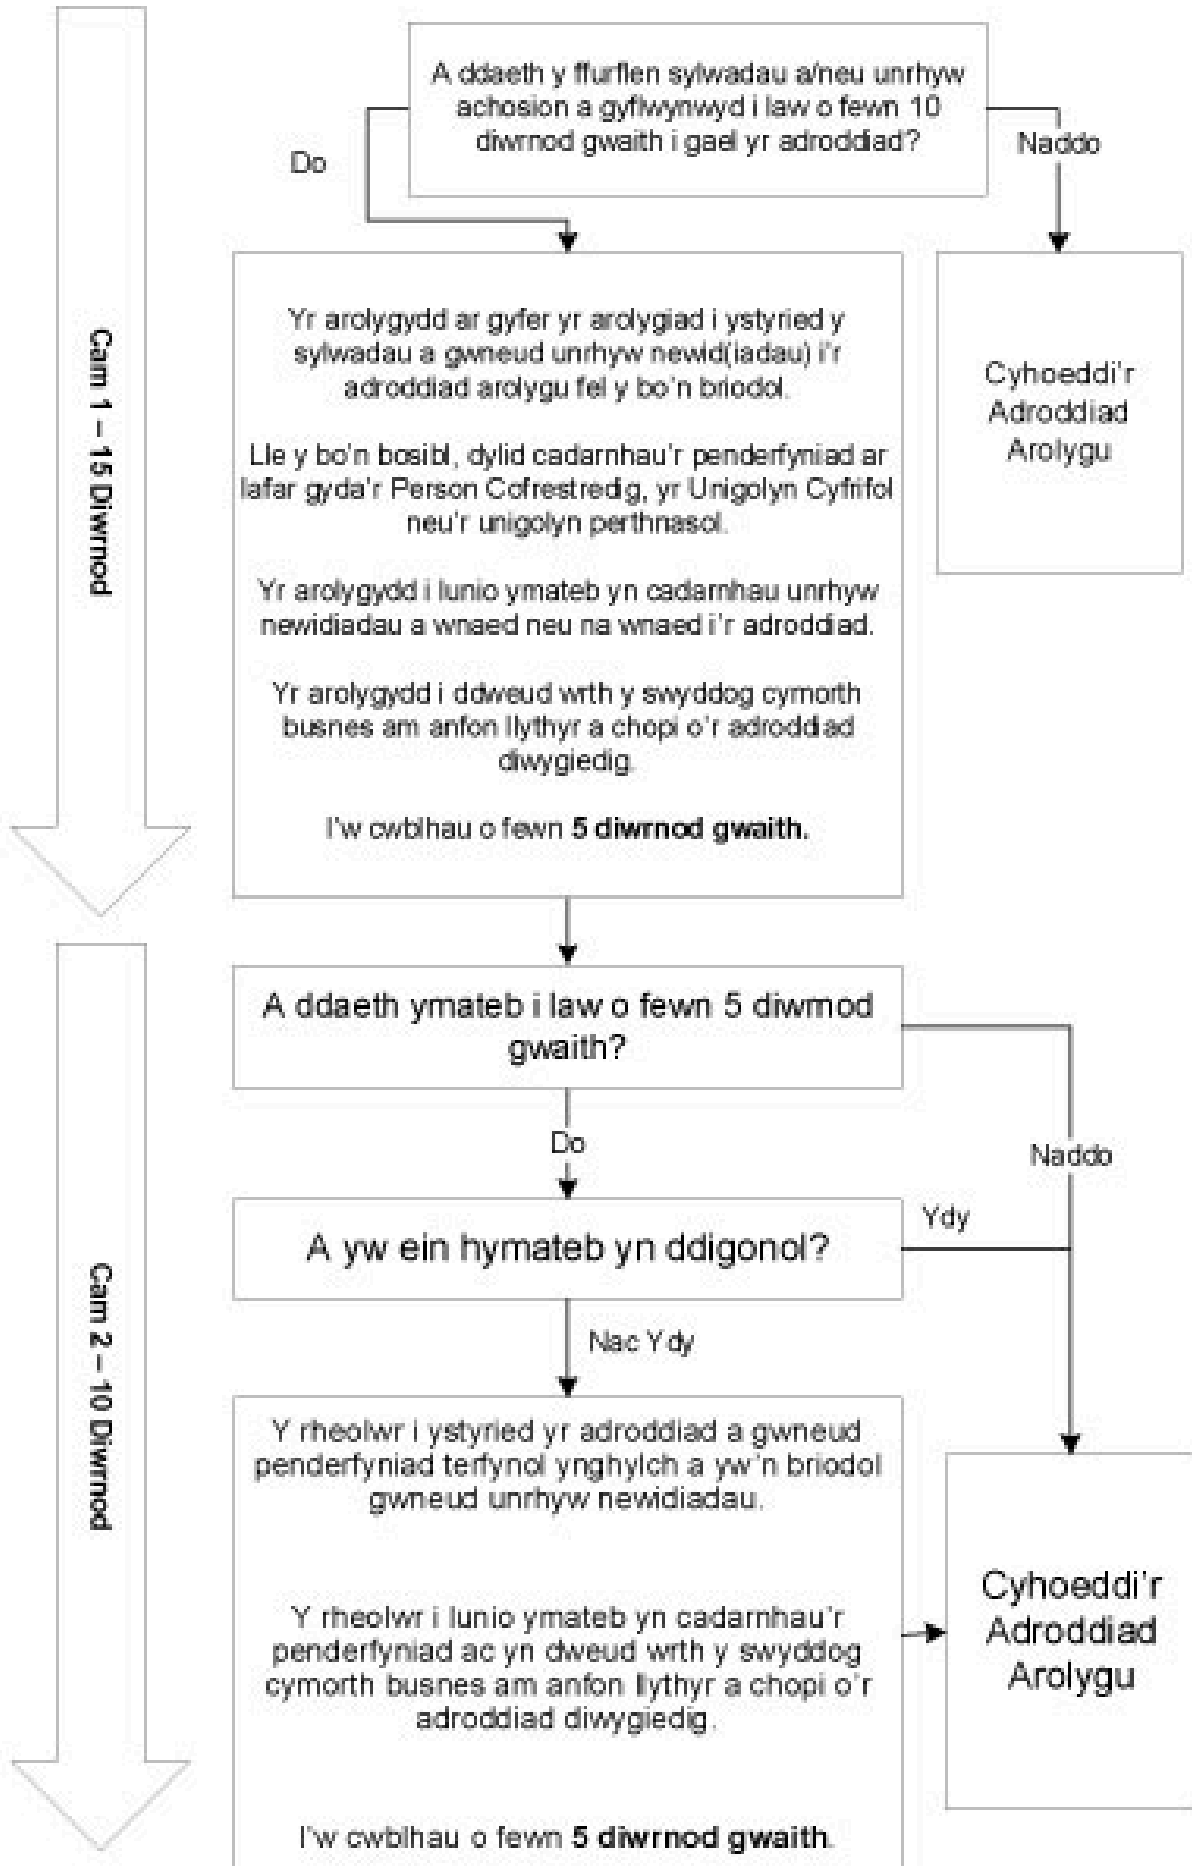 A ddaeth y ffurflen sylwadau a/neu unrhyw
achosion a gyflwynwyd i law o fewn 10
diwrnod gwaith i gael yr adroddiad?
Do
Naddo
Cam 1 – 15 Diwrnod
Yr arolygydd ar gyfer yr arolygiad i ystyried y
sylwadau a gwneud unrhyw newid(iadau) i'r
adroddiad arolygu fel y bo'n briodol.
Lle y bo'n bosibl, dylid cadarnhau'r penderfyniad ar
lafar gyda'r Person Cofrestredig, yr Unigolyn Cyfrifol
neu'r unigolyn perthnasol.
Yr arolygydd i lunio ymateb yn cadarnhau unrhyw
newidiadau a wnaed neu na wnaed i'r adroddiad.
Yr arolygydd i ddweud wrth y swyddog cymorth
busnes am anfon llythyr a chopi o'r adroddiad
diwygiedig.
I'w cwblhau o fewn 5 diwrnod gwaith.
Cyhoeddi'r
Adroddiad
Arolygu
Cam 2 – 10 Diwrnod
A ddaeth ymateb i law o fewn 5 diwrnod
gwaith?
Do
Naddo
A yw ein hymateb yn ddigonol?
Ydy
Nac Ydy
Y rheolwr i ystyried yr adroddiad a gwneud
penderfyniad terfynol ynghylch a yw'n briodol
gwneud unrhyw newidiadau.
Y rheolwr i lunio ymateb yn cadarnhau'r
penderfyniad ac yn dweud wrth y swyddog
cymorth busnes am anfon llythyr a chopi o'r
adroddiad diwygiedig.
I'w cwblhau o fewn 5 diwrnod gwaith.
Cyhoeddi'r
Adroddiad
Arolygu